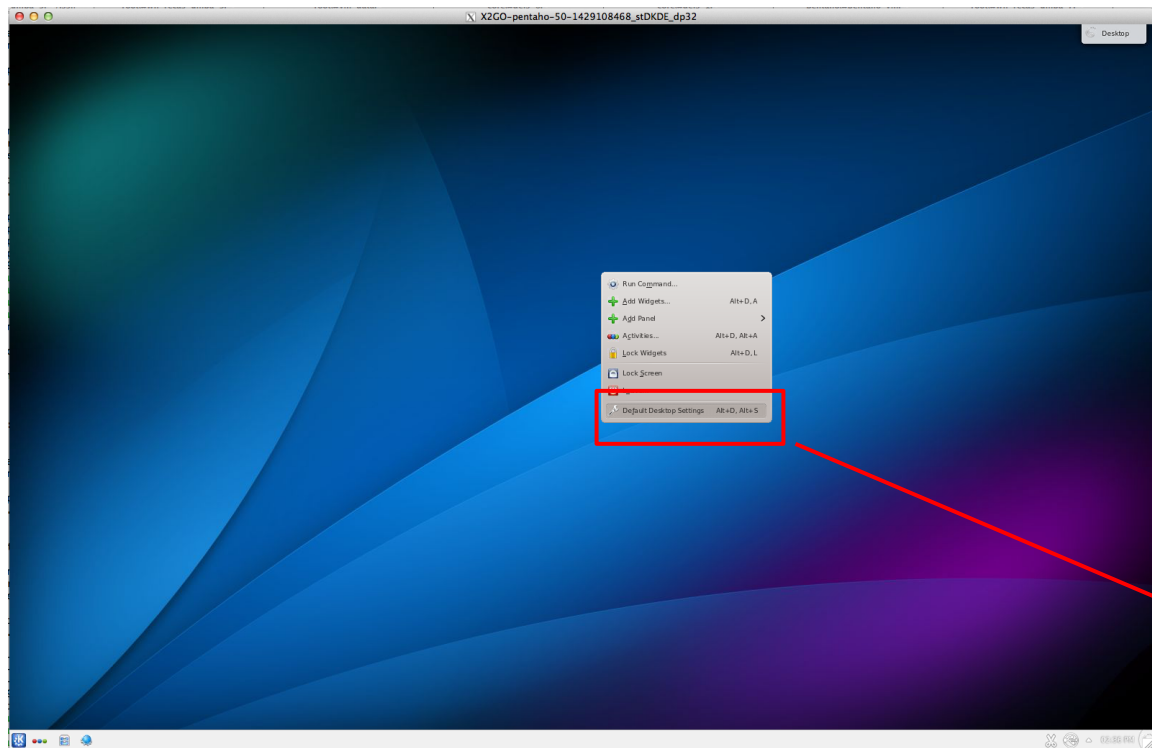 X2GO-pentaho-50-1429108468_stDKDE_dp32
Desktop
Run Command...
Add Widgets... Alt+D, A
Add Panel
Activities... Alt+D, Alt+A
Lock Widgets Alt+D, L
Lock Screen
Default Desktop Settings Alt+D, Alt+S